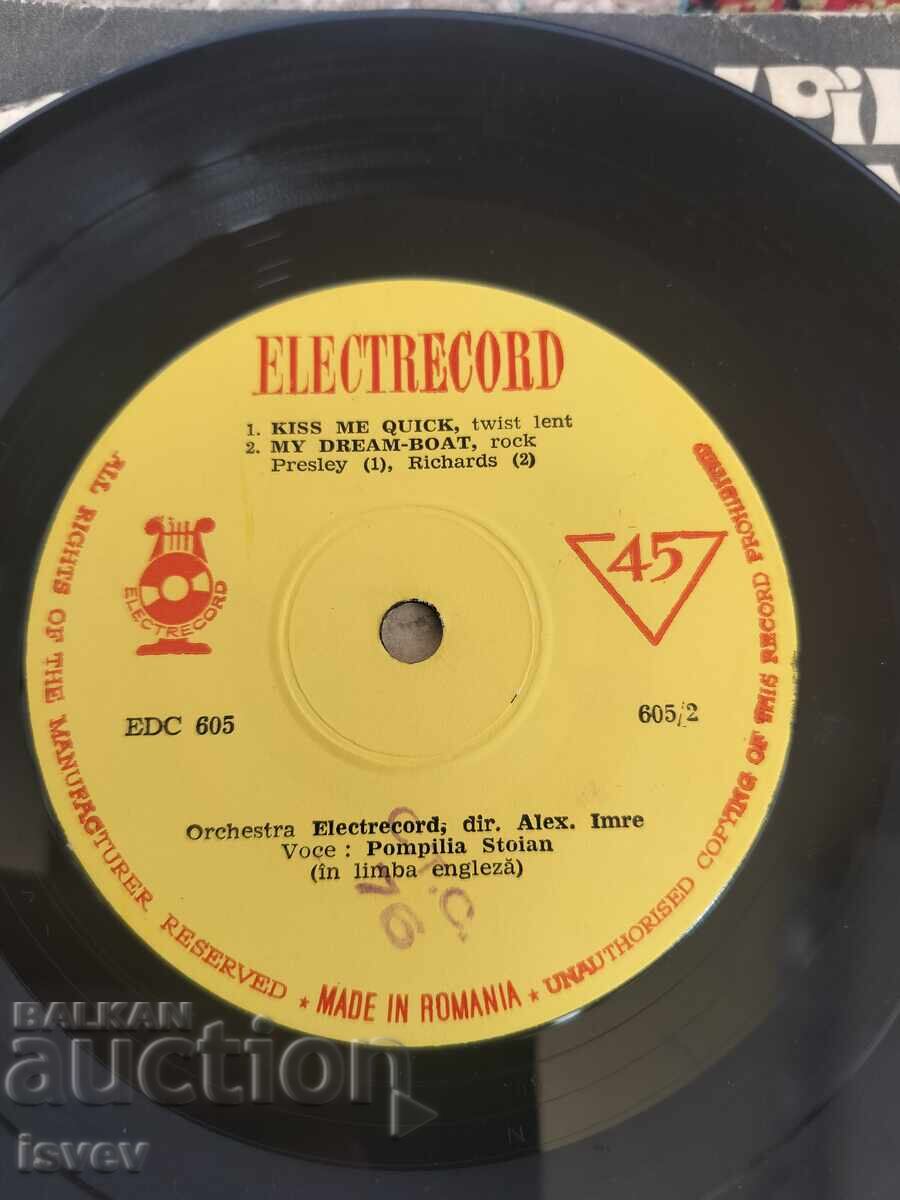 ELECTRECORD
1. KISS ME QUICK, twist lent
2. MY DREAM-BOAT, rock
Presley (1), Richards (2)
ELECTRECORD
45
EDC 605
605/2
Orchestra Electrecord, dir. Alex. Imre
Voce : Pompilia Stoian
(în limba engleză)
ALL RIGHTS OF THE MANUFACTURER RESERVED ★ MADE IN ROMANIA ★ UNAUTHORISED COPYING OF THIS RECORD PROHIBITED
BALKAN
auction
isvev